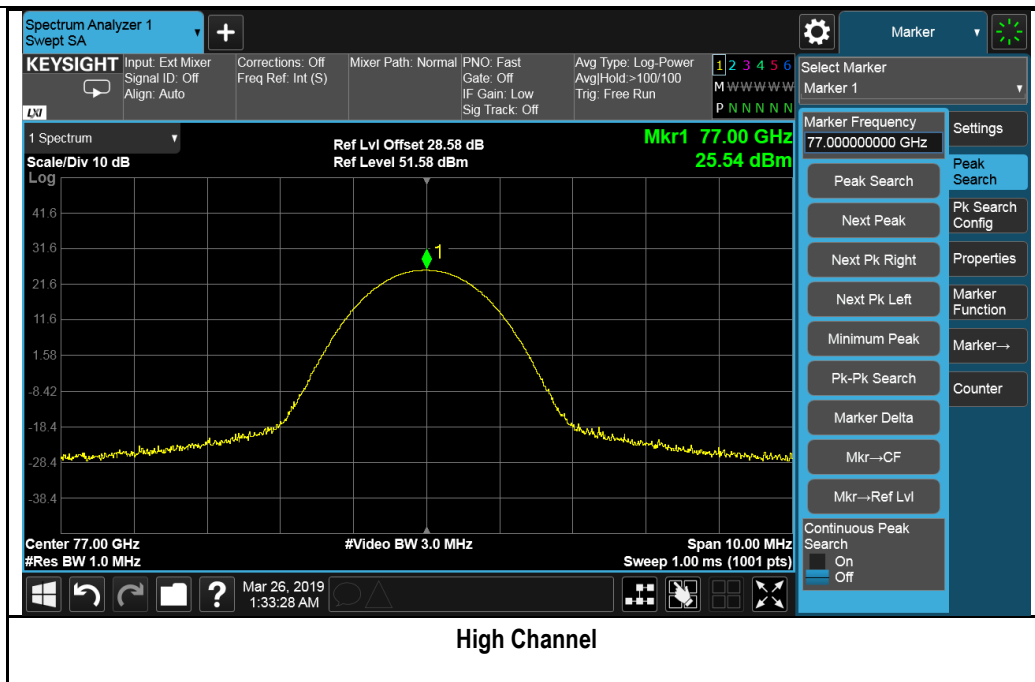 Spectrum Analyzer 1
Swept SA
+
Marker
KEYSIGHT
LXI
Input: Ext Mixer
Signal ID: Off
Align: Auto
Corrections: Off
Freq Ref: Int (S)
Mixer Path: Normal
PNO: Fast
Gate: Off
IF Gain: Low
Sig Track: Off
Avg Type: Log-Power
Avg|Hold:>100/100
Trig: Free Run
1 2 3 4 5 6
M W W W W W
P N N N N N
Select Marker
Marker 1
1 Spectrum
Scale/Div 10 dB
Log
Ref Lvl Offset 28.58 dB
Ref Level 51.58 dBm
Mkr1 77.00 GHz
25.54 dBm
41.6
31.6
21.6
11.6
1.58
-8.42
-18.4
-28.4
-38.4
1
Center 77.00 GHz
#Res BW 1.0 MHz
#Video BW 3.0 MHz
Span 10.00 MHz
Sweep 1.00 ms (1001 pts)
Marker Frequency
77.000000000 GHz
Peak Search
Next Peak
Next Pk Right
Next Pk Left
Minimum Peak
Pk-Pk Search
Marker Delta
Mkr→CF
Mkr→Ref Lvl
Continuous Peak
Search
On
Off
Settings
Peak
Search
Pk Search
Config
Properties
Marker
Function
Marker→
Counter
?
Mar 26, 2019
1:33:28 AM
High Channel